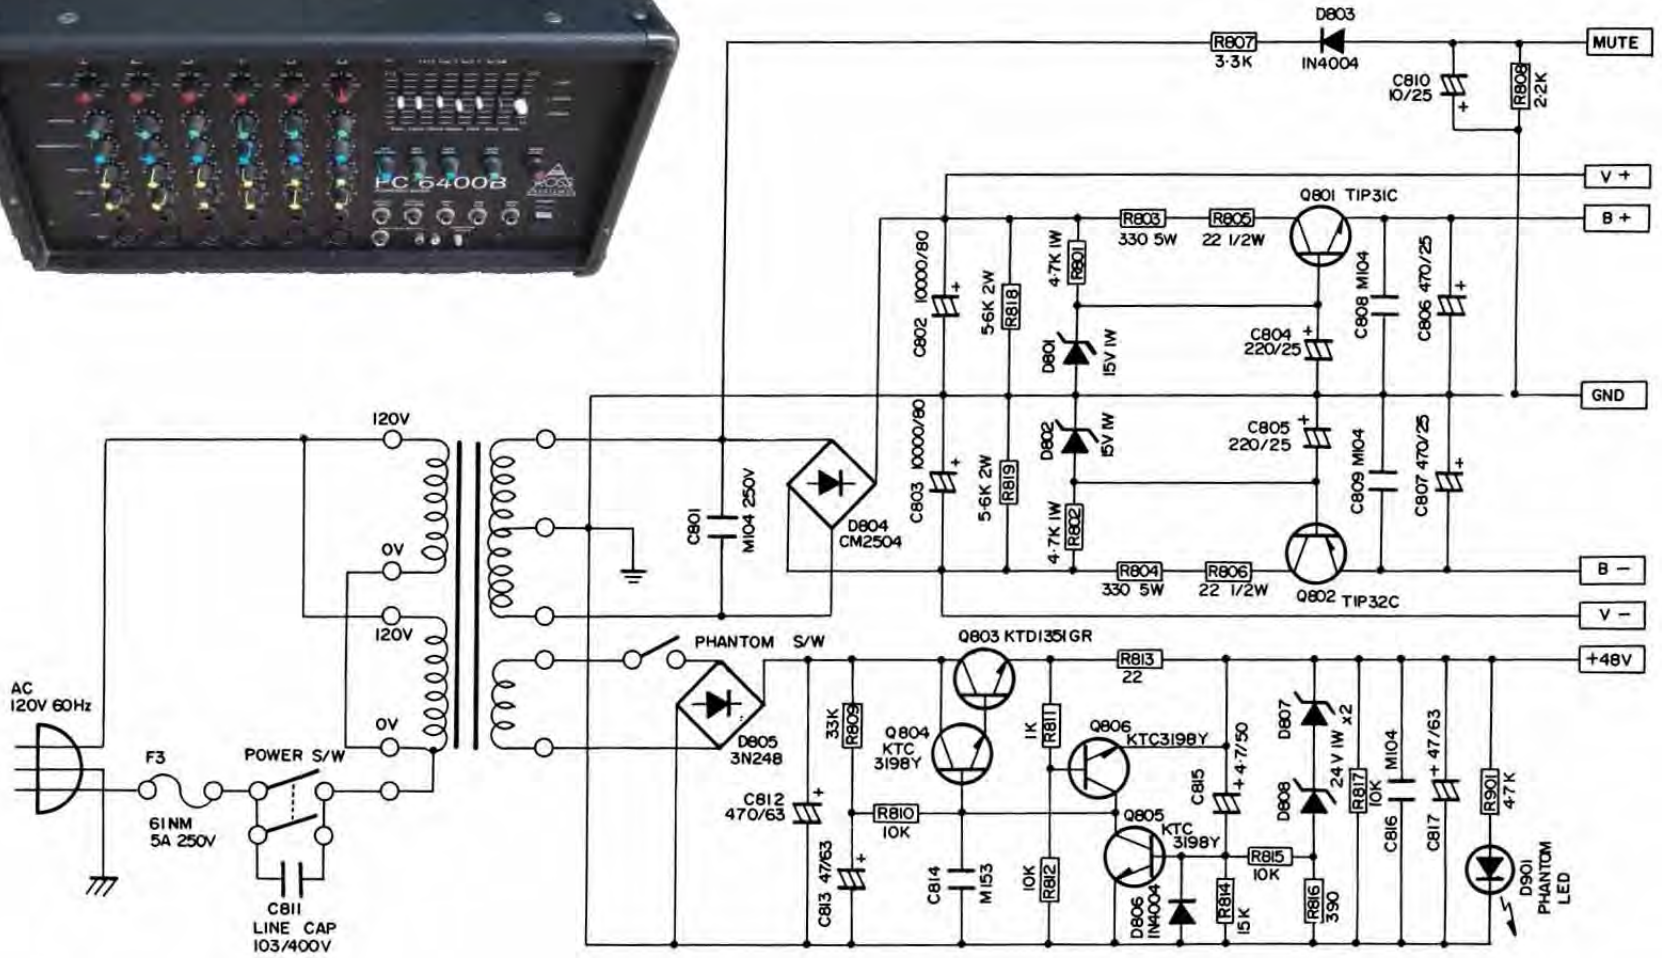 PC 6400B
ROSS
D803
IN4004
R807
3.3K
C810
10/25
+
R808
2.2K
MUTE
V +
Q801 TIP31C
B +
R803
330 5W
R805
22 1/2W
C802 10000/80
+
5.6K 2W
R818
4.7K 1W
R801
D801
15V 1W
C804
220/25
+
C808 M104
C806 470/25
+
GND
C803 10000/80
+
5.6K 2W
R819
D802
15V 1W
4.7K 1W
R802
C805
220/25
+
C809 M104
C807 470/25
+
R804
330 5W
R806
22 1/2W
Q802 TIP32C
B -
V -
120V
0V
120V
0V
C801
M104 250V
D804
CM2504
PHANTOM S/W
Q803 KTD1351GR
R813
22
+48V
AC
120V 60Hz
F3
61NM
5A 250V
POWER S/W
C811
LINE CAP
103/400V
D805
3N248
C812
470/63
+
33K
R809
C813 47/63
+
Q804
KTC
3198Y
R810
10K
C814
M153
1K
R811
10K
R812
Q806
KTC3198Y
Q805
KTC
3198Y
D806
1N4004
C815
+ 4.7/50
R814
15K
R815
10K
D807
D808
24V 1W x2
R816
390
R817
10K
C816
M104
C817
+ 47/63
R901
4.7K
D901
PHANTOM
LED